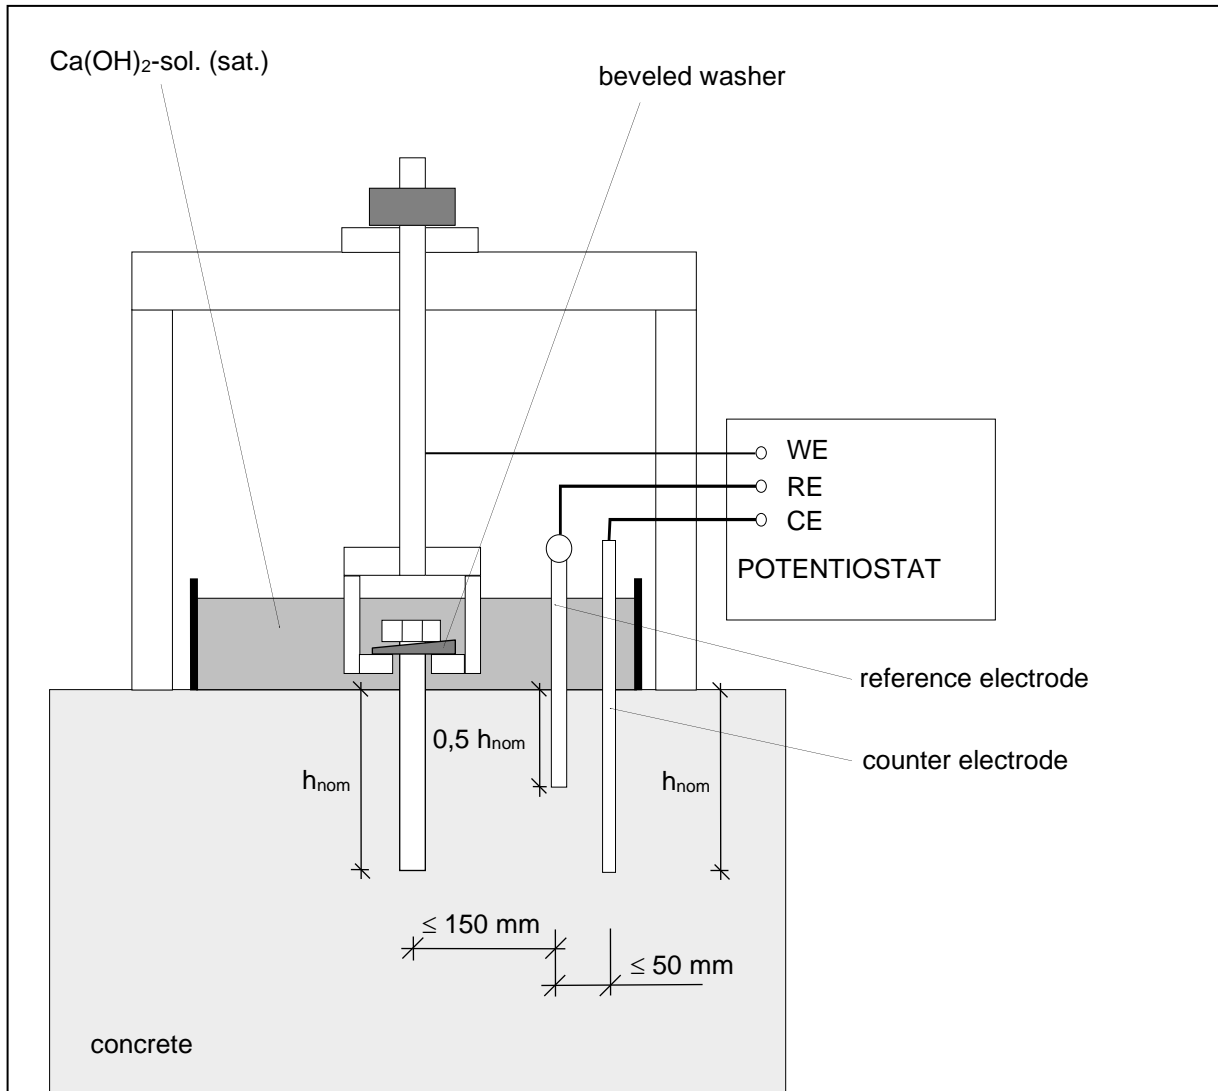 Ca(OH)₂-sol. (sat.)
beveled washer
WE
RE
CE
POTENTIOSTAT
reference electrode
0,5 hnom
counter electrode
hnom
hnom
≤ 150 mm
≤ 50 mm
concrete